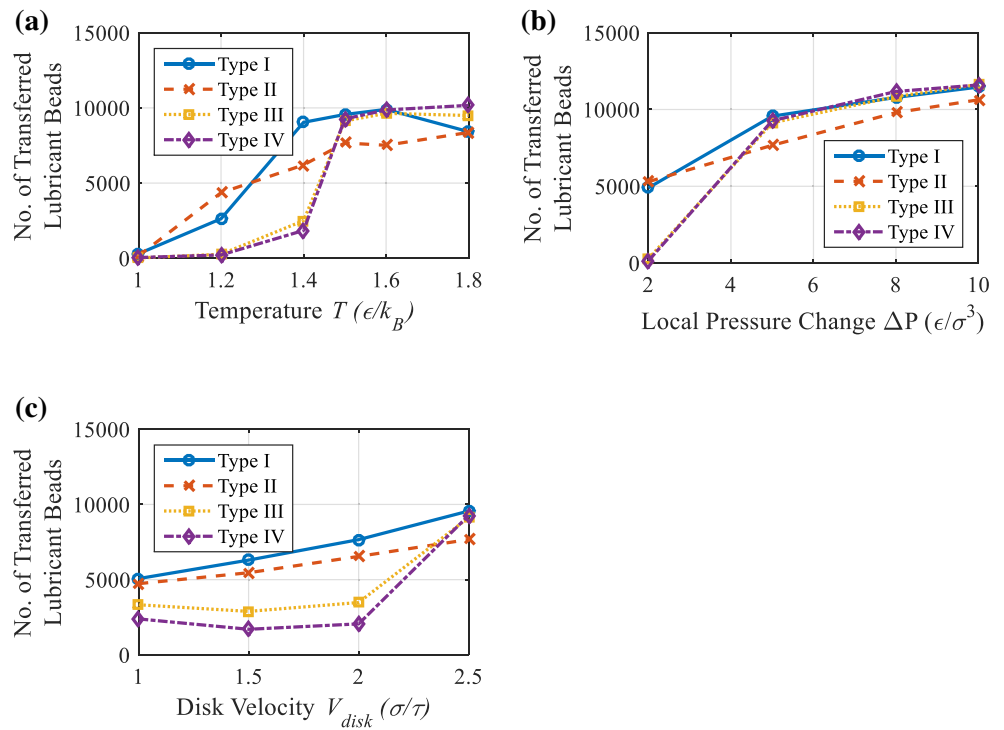 (a)
15000
10000
5000
0
No. of Transferred
Lubricant Beads
Type I
Type II
Type III
Type IV
1 1.2 1.4 1.6 1.8
Temperature T (ϵ/k_B)
(b)
15000
10000
5000
0
No. of Transferred
Lubricant Beads
Type I
Type II
Type III
Type IV
2 4 6 8 10
Local Pressure Change ΔP (ϵ/σ³)
(c)
15000
10000
5000
0
No. of Transferred
Lubricant Beads
Type I
Type II
Type III
Type IV
1 1.5 2 2.5
Disk Velocity V_disk (σ/τ)